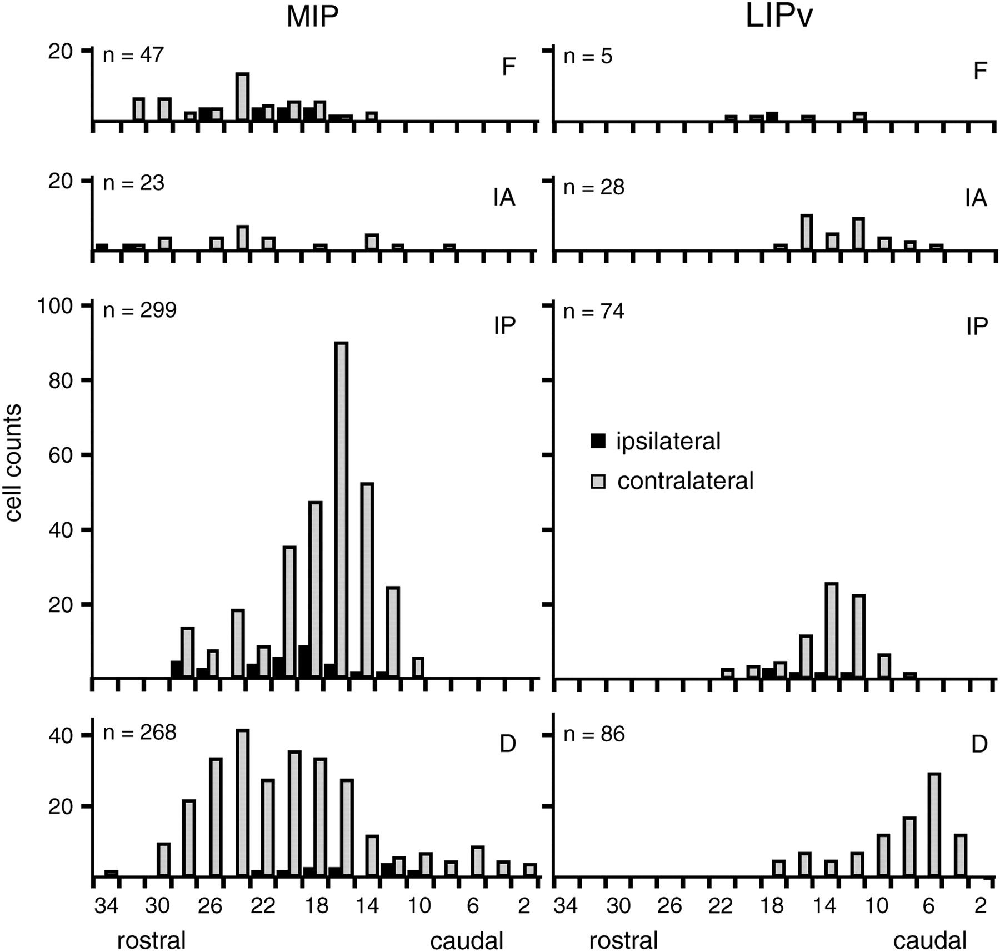 MIP LIPv
20 n = 47 F n = 5 F
20 n = 23 IA n = 28 IA
100 n = 299 IP n = 74 IP
80
ipsilateral
60
contralateral
cell counts
40
20
40 n = 268 D n = 86 D
20
34 30 26 22 18 14 10 6 2 34 30 26 22 18 14 10 6 2
rostral caudal rostral caudal